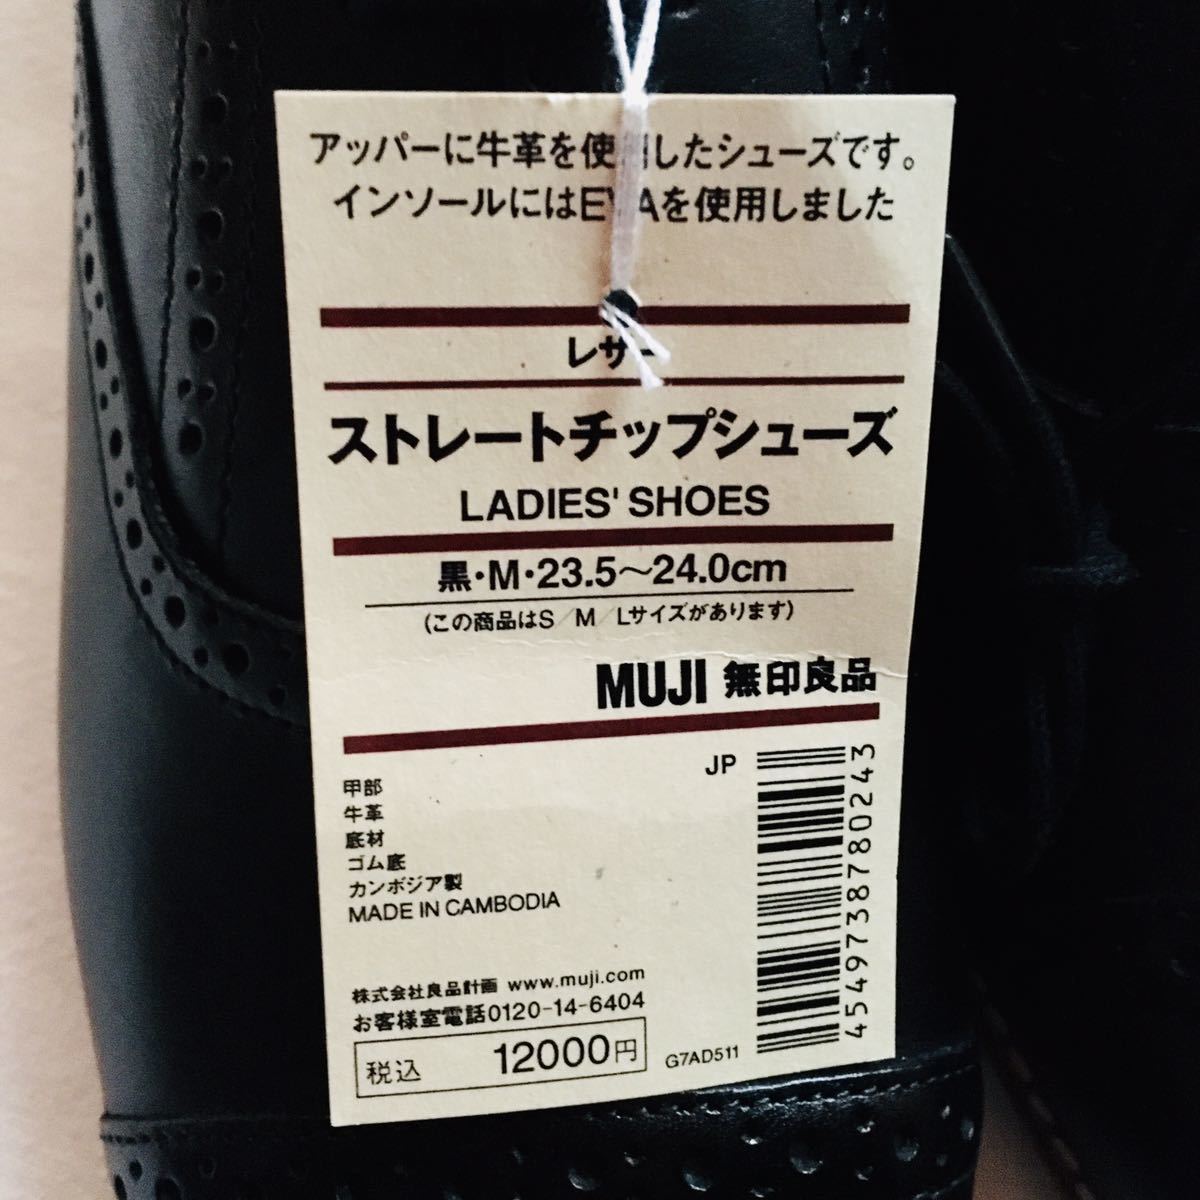 アッパーに牛革を使用したシューズです。
インソールにはEVAを使用しました
レザー
ストレートチップシューズ
LADIES' SHOES
黒・M・23.5～24.0cm
(この商品はS/M/Lサイズがあります)
MUJI 無印良品
JP
甲部
牛革
底材
ゴム底
カンボジア製
MADE IN CAMBODIA
株式会社良品計画 www.muji.com
お客様室電話0120-14-6404
税込 12000円
G7AD511
4549738780243